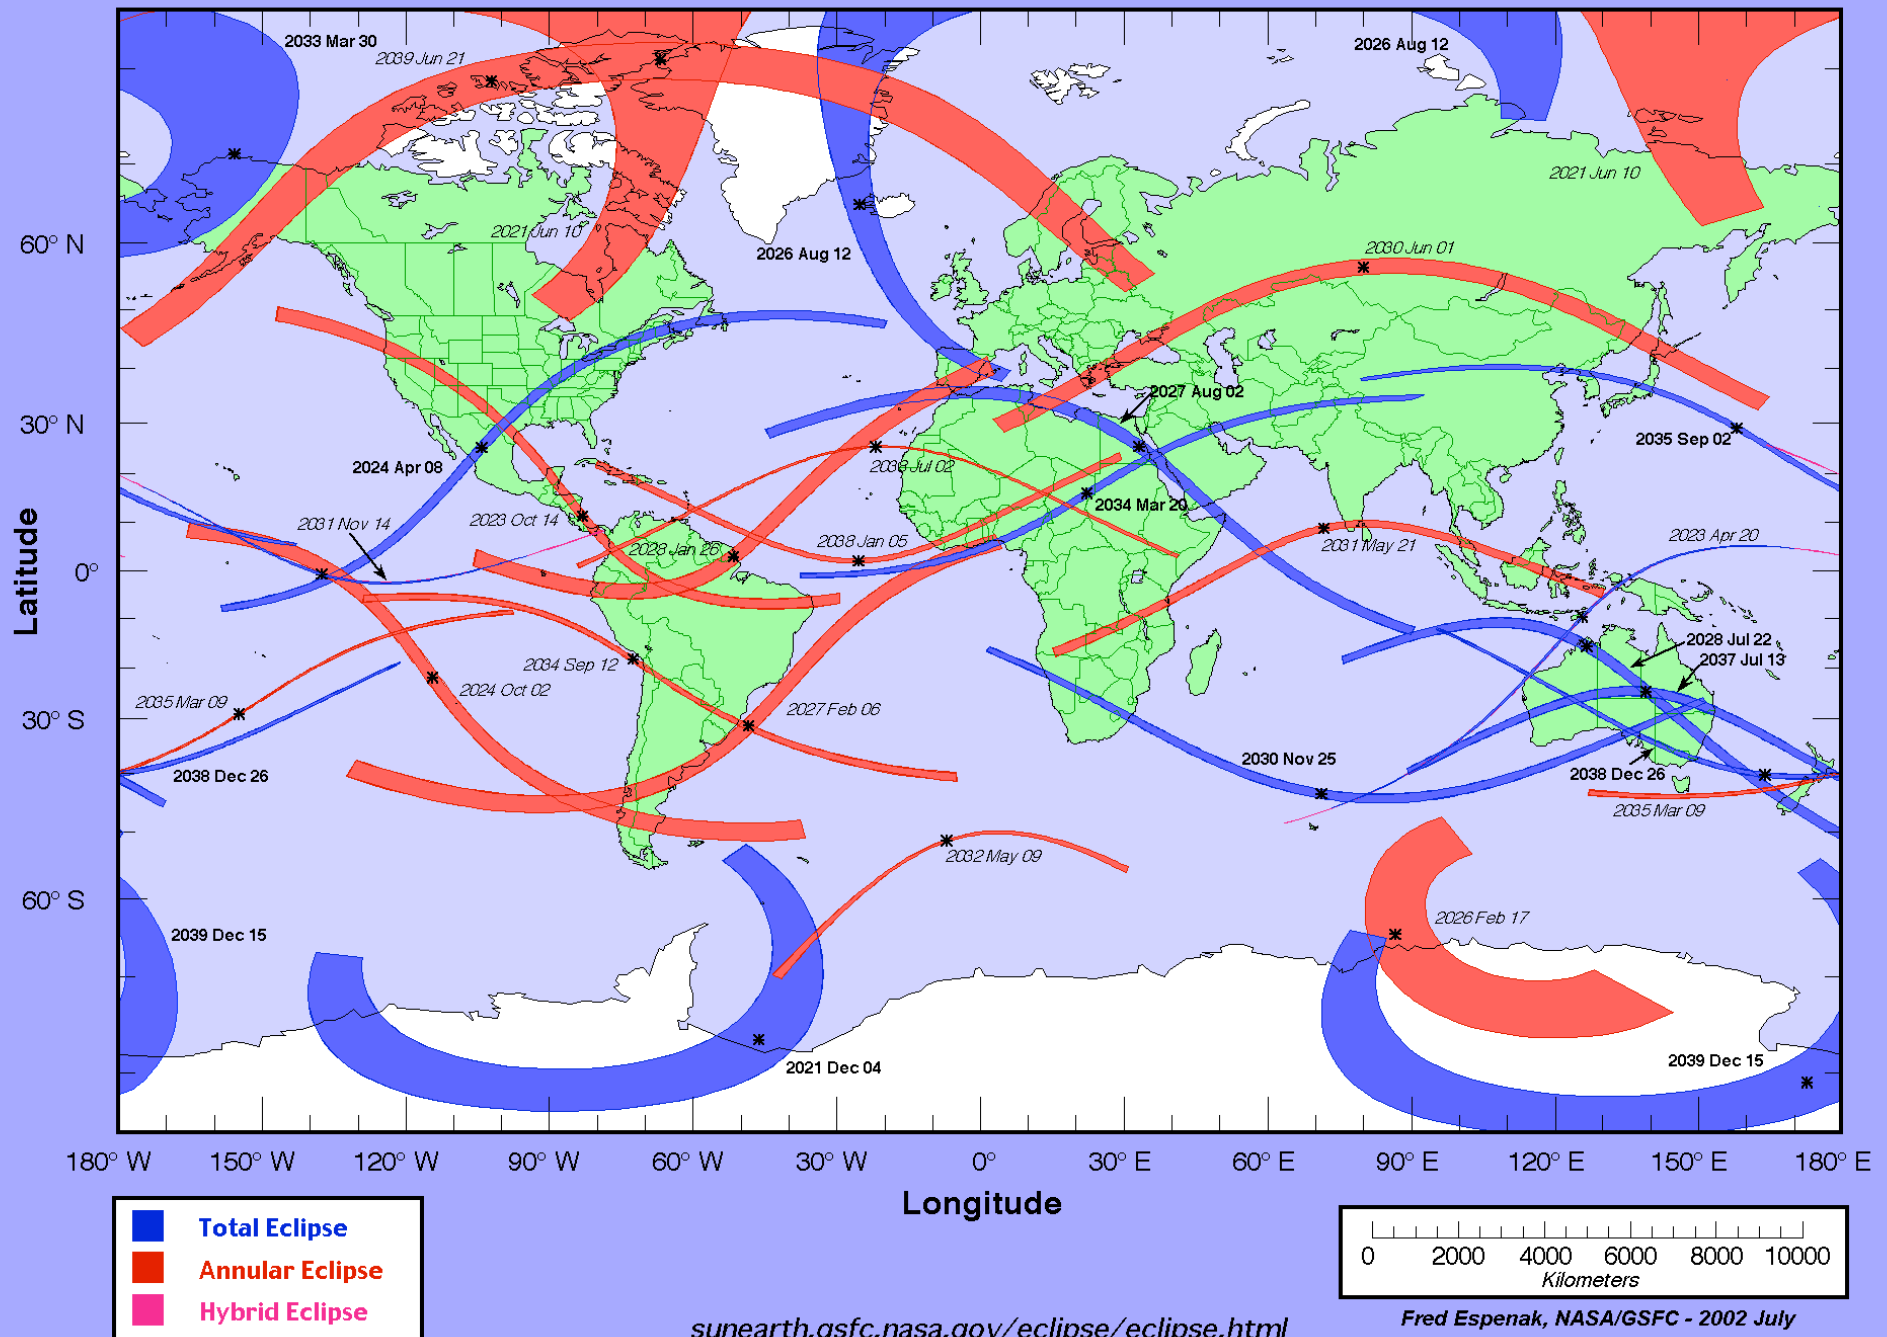 2033 Mar 30
2039 Jun 21
2026 Aug 12
2021 Jun 10
2021 Jun 10
60° N
2026 Aug 12
2030 Jun 01
2027 Aug 02
30° N
2024 Apr 08
2038 Jul 02
2035 Sep 02
2034 Mar 20
2031 Nov 14
2023 Oct 14
2028 Jan 26
2038 Jan 05
2031 May 21
2023 Apr 20
Latitude
0°
2034 Sep 12
2024 Oct 02
2028 Jul 22
2037 Jul 13
2035 Mar 09
2027 Feb 06
30° S
2038 Dec 26
2030 Nov 25
2038 Dec 26
2035 Mar 09
2032 May 09
60° S
2026 Feb 17
2039 Dec 15
2021 Dec 04
2039 Dec 15
180° W 150° W 120° W 90° W 60° W 30° W 0° 30° E 60° E 90° E 120° E 150° E 180° E
Longitude
Total Eclipse
Annular Eclipse
Hybrid Eclipse
0 2000 4000 6000 8000 10000
Kilometers
Fred Espenak, NASA/GSFC - 2002 July
sunearth.gsfc.nasa.gov/eclipse/eclipse.html